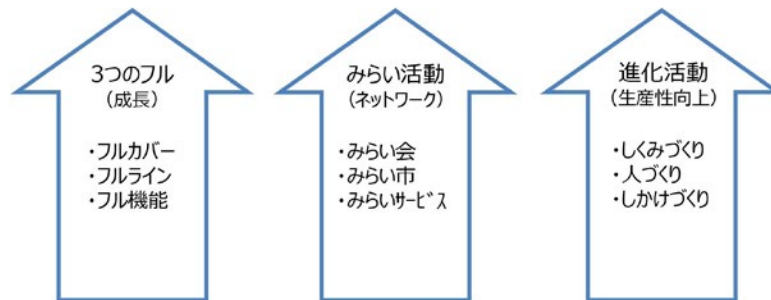 3つのフル
(成長)
・フルカバー
・フルライン
・フル機能
みらい活動
(ネットワーク)
・みらい会
・みらい市
・みらいサービス
進化活動
(生産性向上)
・しくみづくり
・人づくり
・しかけづくり